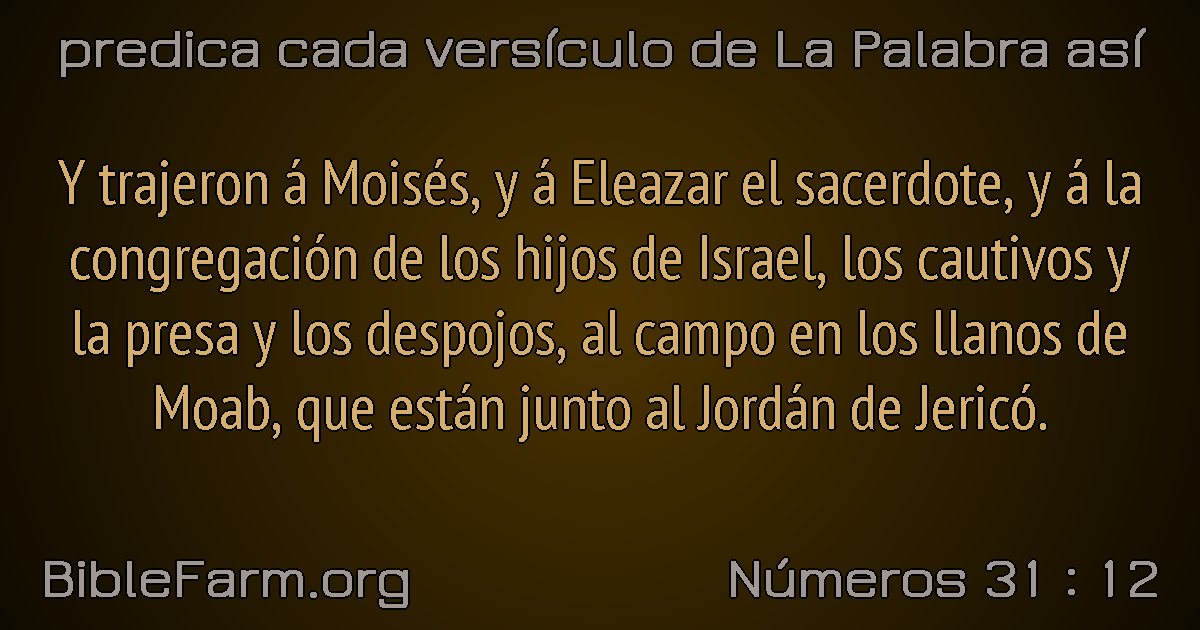 predica cada versículo de La Palabra así
Y trajeron á Moisés, y á Eleazar el sacerdote, y á la
congregación de los hijos de Israel, los cautivos y
la presa y los despojos, al campo en los llanos de
Moab, que están junto al Jordán de Jericó.
BibleFarm.org
Números 31 : 12